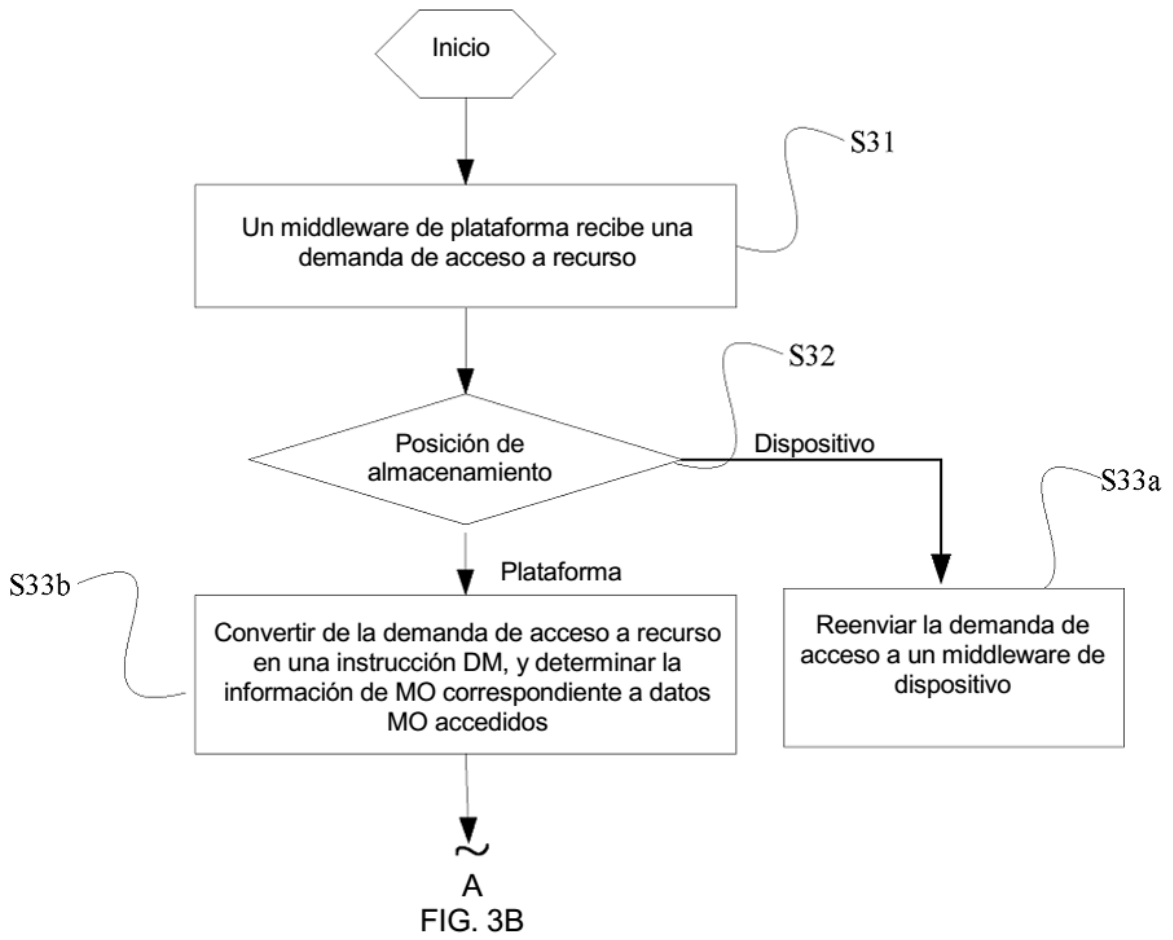 Inicio
S31
Un middleware de plataforma recibe una
demanda de acceso a recurso
S32
Posición de
almacenamiento
Dispositivo
S33a
S33b
Plataforma
Convertir de la demanda de acceso a recurso
en una instrucción DM, y determinar la
información de MO correspondiente a datos
MO accedidos
Reenviar la demanda de
acceso a un middleware de
dispositivo
~
A
FIG. 3B